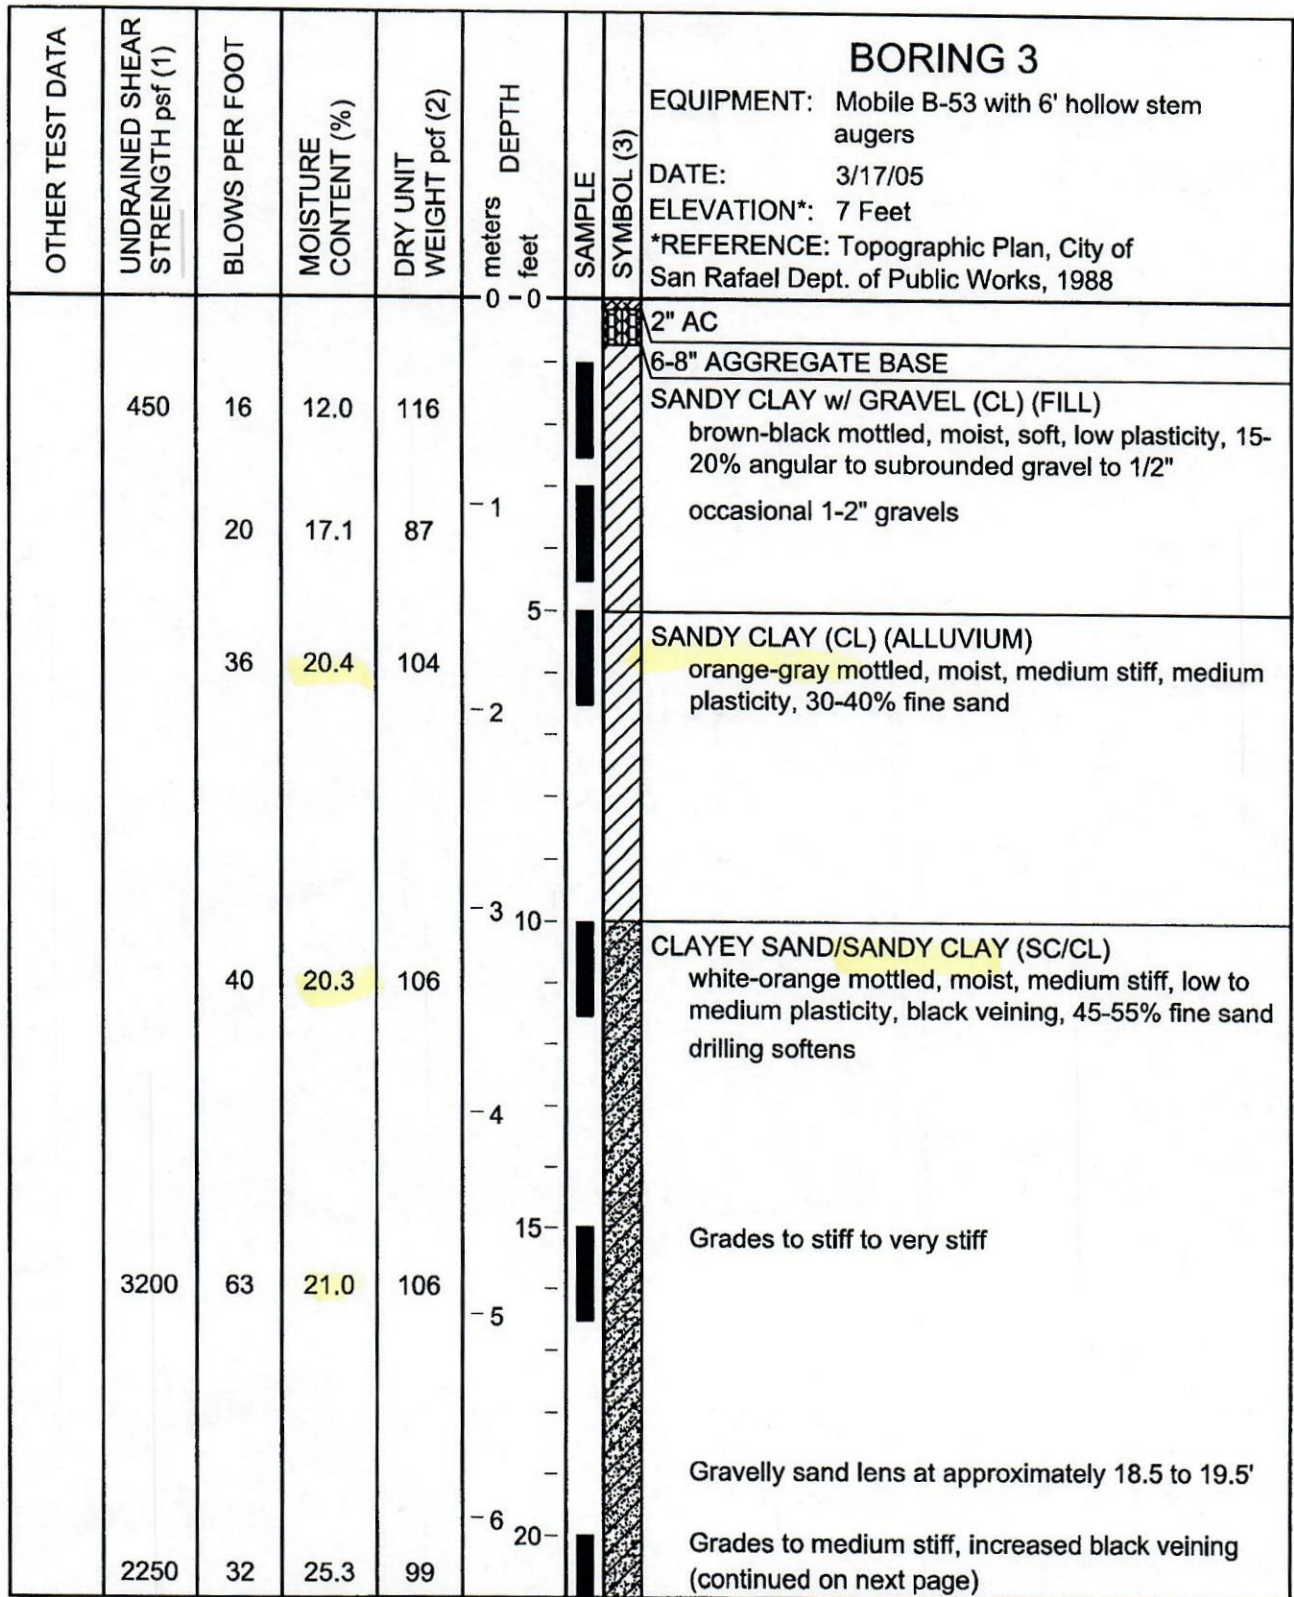 OTHER TEST DATA
UNDRAINED SHEAR
STRENGTH psf (1)
BLOWS PER FOOT
MOISTURE
CONTENT (%)
DRY UNIT
WEIGHT pcf (2)
meters DEPTH
feet
SAMPLE
SYMBOL (3)
BORING 3
EQUIPMENT: Mobile B-53 with 6' hollow stem
augers
DATE: 3/17/05
ELEVATION*: 7 Feet
*REFERENCE: Topographic Plan, City of
San Rafael Dept. of Public Works, 1988
0 - 0
2" AC
6-8" AGGREGATE BASE
450 16 12.0 116 SANDY CLAY w/ GRAVEL (CL) (FILL)
brown-black mottled, moist, soft, low plasticity, 15-
20% angular to subrounded gravel to 1/2"
1 occasional 1-2" gravels
20 17.1 87
5
SANDY CLAY (CL) (ALLUVIUM)
36 20.4 104 orange-gray mottled, moist, medium stiff, medium
plasticity, 30-40% fine sand
2
3 10
CLAYEY SAND/SANDY CLAY (SC/CL)
40 20.3 106 white-orange mottled, moist, medium stiff, low to
medium plasticity, black veining, 45-55% fine sand
drilling softens
4
15 Grades to stiff to very stiff
3200 63 21.0 106
5
Gravelly sand lens at approximately 18.5 to 19.5'
6
20 Grades to medium stiff, increased black veining
2250 32 25.3 99 (continued on next page)